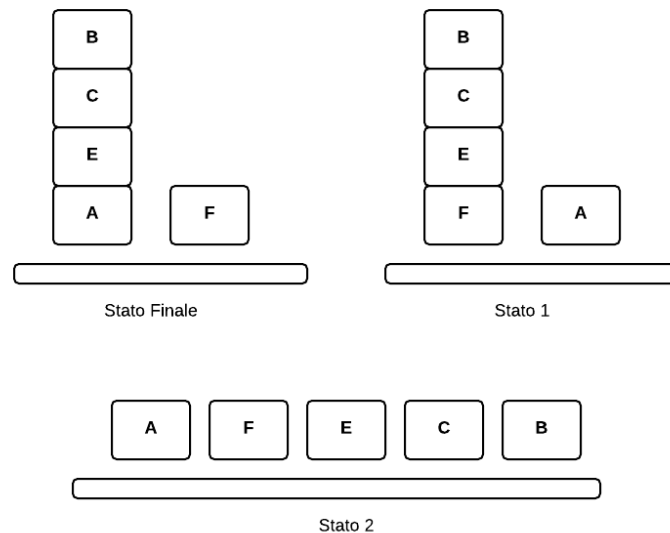 B
C
E
A F
Stato Finale
B
C
E
F A
Stato 1
A F E C B
Stato 2